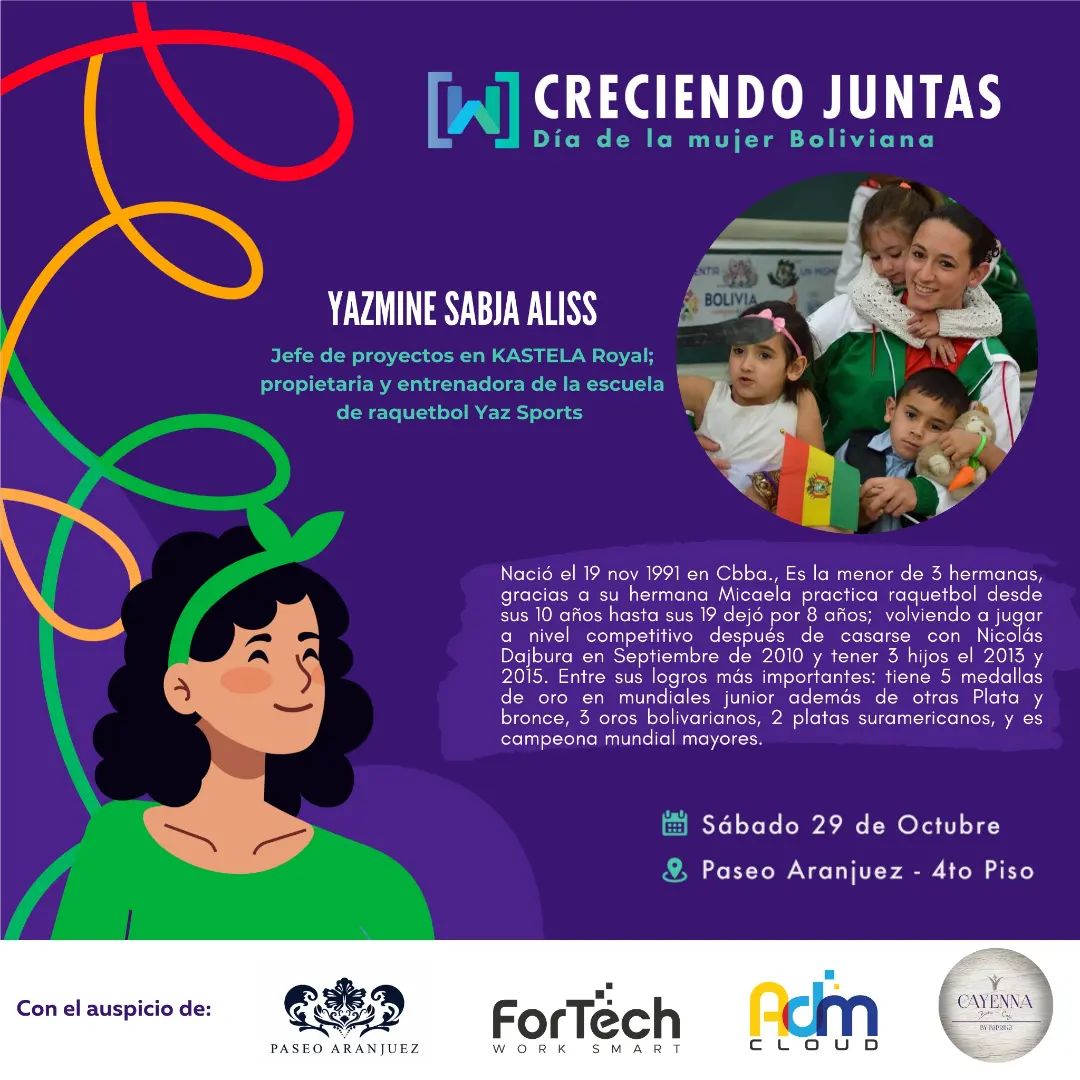 CRECIENDO JUNTAS
Día de la mujer Boliviana
BOLIVIA
YAZMINE SABJA ALISS
Jefe de proyectos en KASTELA Royal;
propietaria y entrenadora de la escuela
de raquetbol Yaz Sports
Nació el 19 nov 1991 en Cbba., Es la menor de 3 hermanas,
gracias a su hermana Micaela practica raquetbol desde
sus 10 años hasta sus 19 dejó por 8 años; volviendo a jugar
a nivel competitivo después de casarse con Nicolás
Dajbura en Septiembre de 2010 y tener 3 hijos el 2013 y
2015. Entre sus logros más importantes: tiene 5 medallas
de oro en mundiales junior además de otras Plata y
bronce, 3 oros bolivarianos, 2 platas suramericanos, y es
campeona mundial mayores.
Sábado 29 de Octubre
Paseo Aranjuez - 4to Piso
Con el auspicio de:
PASEO ARANJUEZ
ForTech
WORK SMART
Adm
CLOUD
CAYENNA
BY PAPRIKA